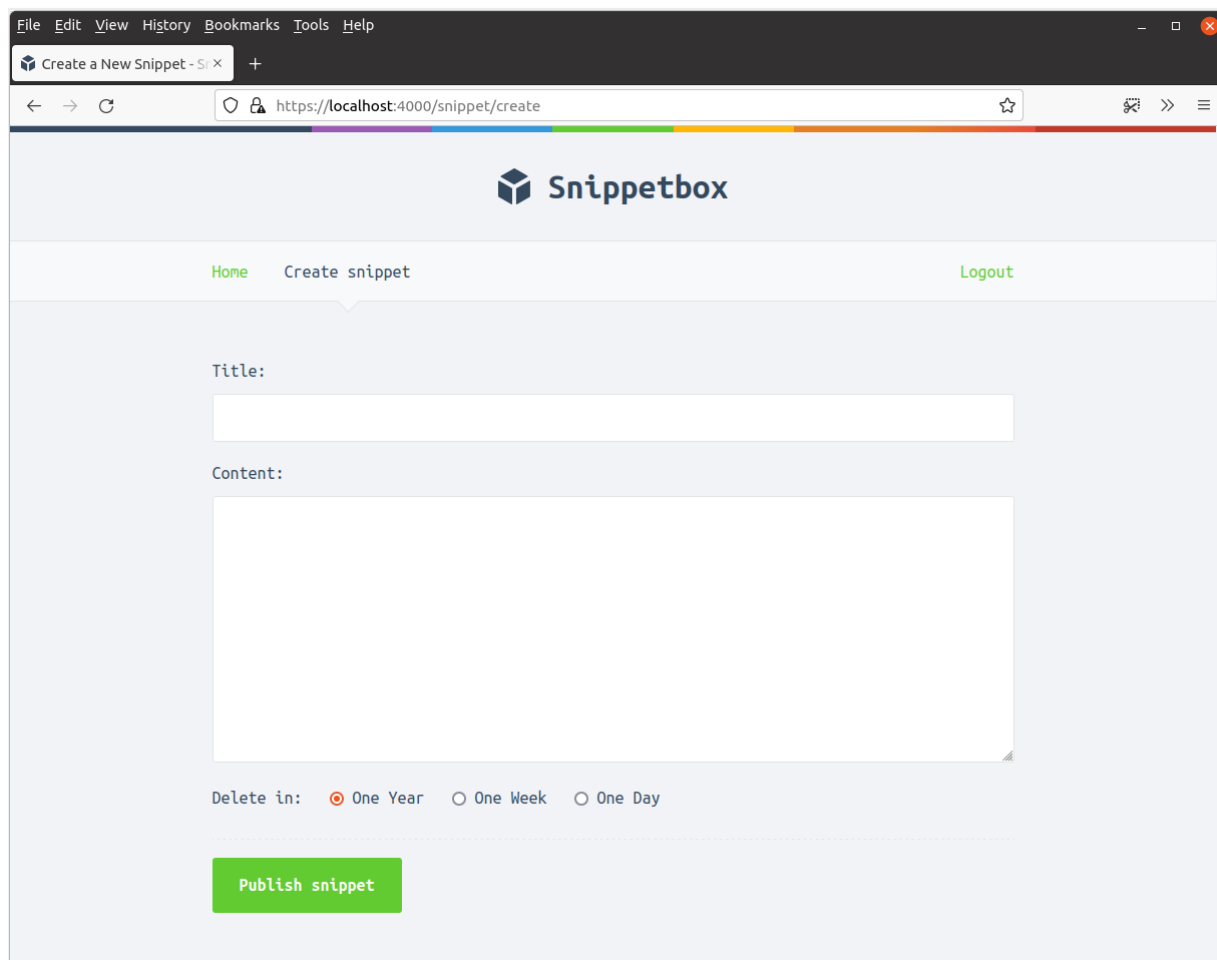 File Edit View History Bookmarks Tools Help
Create a New Snippet - Sn
https://localhost:4000/snippet/create
Snippetbox
Home Create snippet Logout
Title:
Content:
Delete in: One Year One Week One Day
Publish snippet